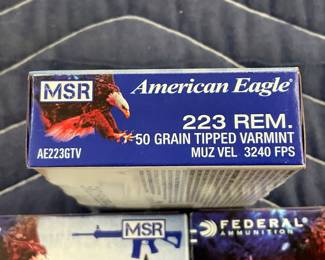 MSR
American Eagle®
223 REM.
50 GRAIN TIPPED VARMINT
AE223GTV
MUZ VEL 3240 FPS
MSR
FEDERAL
AMMUNITION